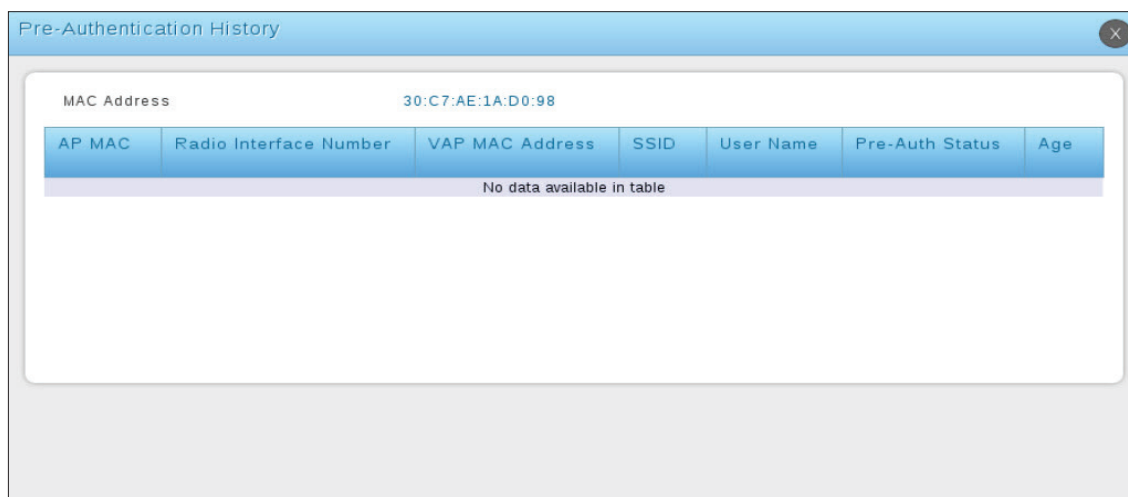 Pre-Authentication History
X
MAC Address 30:C7:AE:1A:D0:98
AP MAC Radio Interface Number VAP MAC Address SSID User Name Pre-Auth Status Age
No data available in table